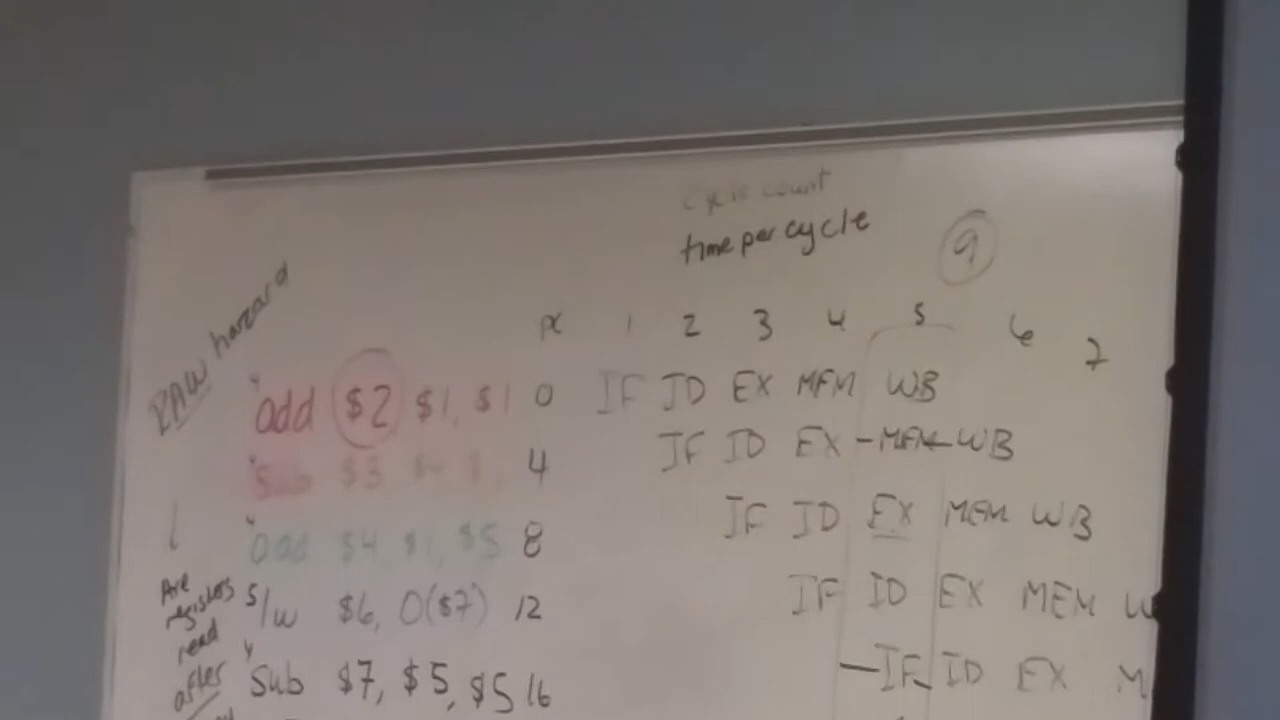 count
time per cycle
9
RAW hazard
PC 1 2 3 4 5 6 7
add $2 $1, $1 0 IF ID EX MEM WB
sub $3 4 IF ID EX -MEM- WB
add $4 $1, $5 8 IF ID EX MEM WB
lw $6, 0($7) 12 IF ID EX MEM W
sub $7, $5, $5 16 -IF- ID EX M
Are
registers
read
after